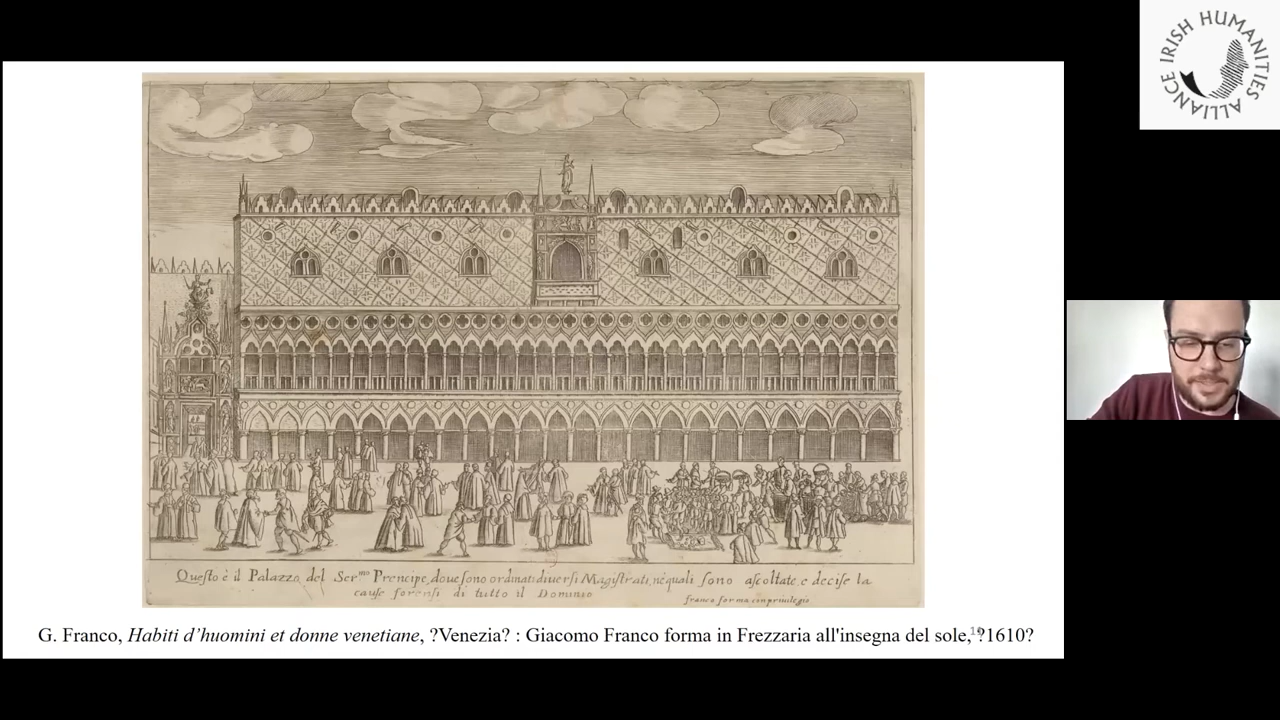 IRISH HUMANITIES ALLIANCE
Questo è il Palazzo del Ser.mo Prencipe, doue sono ordinati diuersi Magistrati, ne quali sono ascoltate, e decise la
cause forensi di tutto il Dominio
franco forma con priuilegio
G. Franco, Habiti d’huomini et donne venetiane, ?Venezia? : Giacomo Franco forma in Frezzaria all'insegna del sole, ?1610?